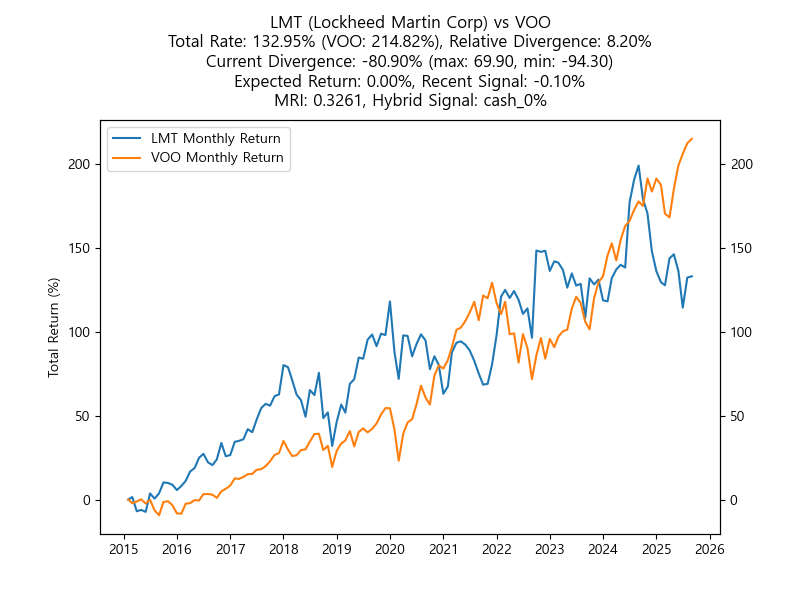 LMT (Lockheed Martin Corp) vs VOO
Total Rate: 132.95% (VOO: 214.82%), Relative Divergence: 8.20%
Current Divergence: -80.90% (max: 69.90, min: -94.30)
Expected Return: 0.00%, Recent Signal: -0.10%
MRI: 0.3261, Hybrid Signal: cash_0%
LMT Monthly Return
VOO Monthly Return
Total Return (%)
200
150
100
50
0
200
150
100
50
0
2015 2016 2017 2018 2019 2020 2021 2022 2023 2024 2025 2026